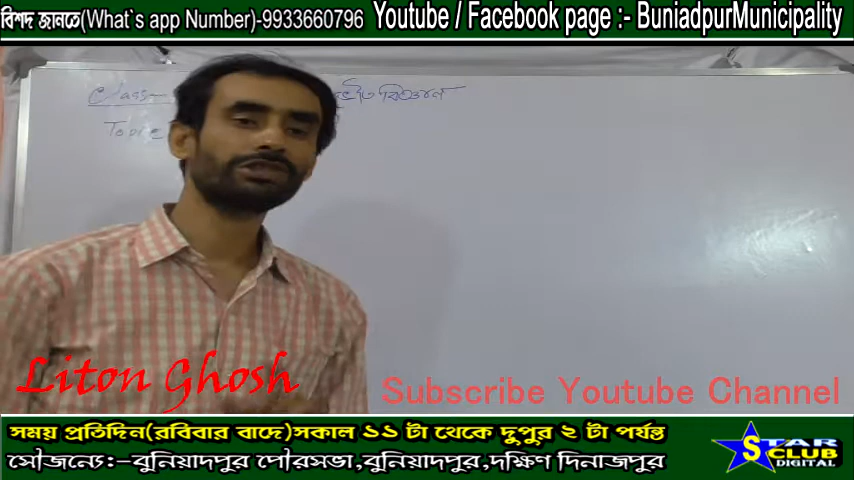 বিশদ জানতে(What`s app Number)-9933660796 Youtube / Facebook page :- BuniadpurMunicipality
Class-
Topic
Liton Ghosh
Subscribe Youtube Channel
সময় প্রতিদিন(রবিবার বাদে)সকাল ১১ টা থেকে দুপুর ২ টা পর্যন্ত
সৌজন্যে:-বুনিয়াদপুর পৌরসভা,বুনিয়াদপুর,দক্ষিণ দিনাজপুর
STAR
CLUB
DIGITAL